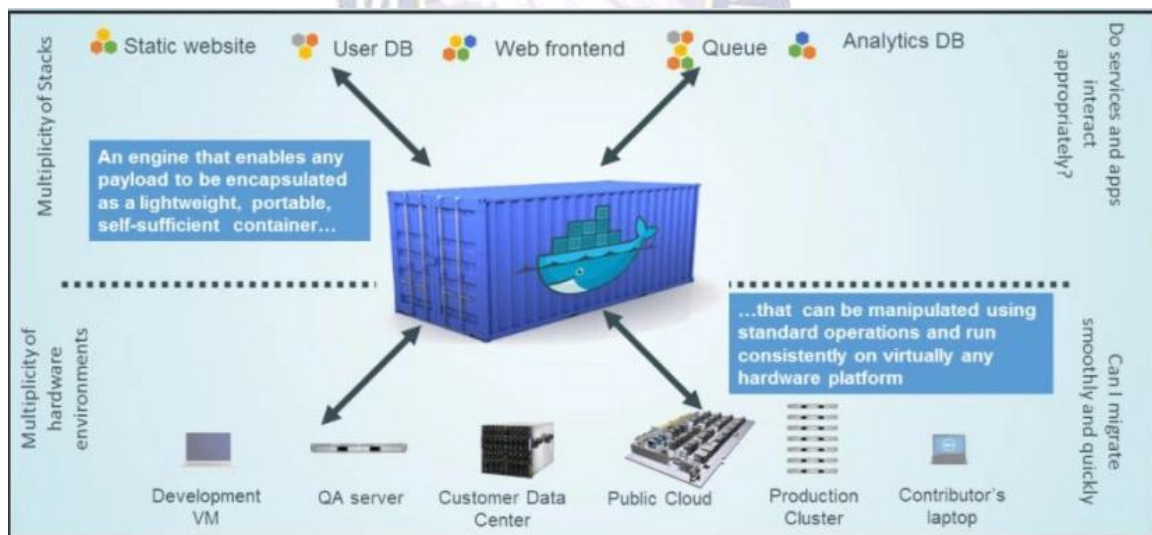 Static website
User DB
Web frontend
Queue
Analytics DB
Multiplicity of Stacks
Do services and apps
interact
appropriately?
An engine that enables any
payload to be encapsulated
as a lightweight, portable,
self-sufficient container…
…that can be manipulated using
standard operations and run
consistently on virtually any
hardware platform
Multiplicity of
hardware
environments
Can I migrate
smoothly and quickly
Development
VM
QA server
Customer Data
Center
Public Cloud
Production
Cluster
Contributor's
laptop